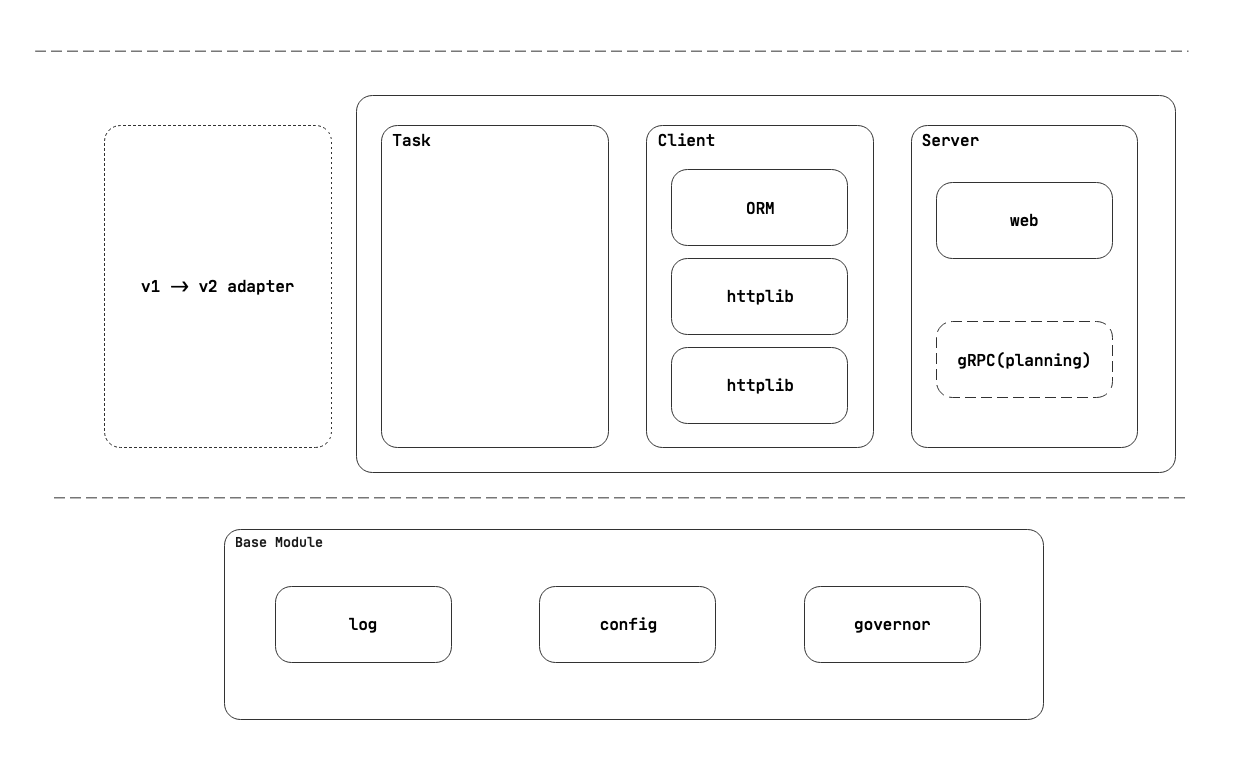 Task
Client
Server
ORM
web
v1 -> v2 adapter
httplib
gRPC(planning)
httplib
Base Module
log
config
governor